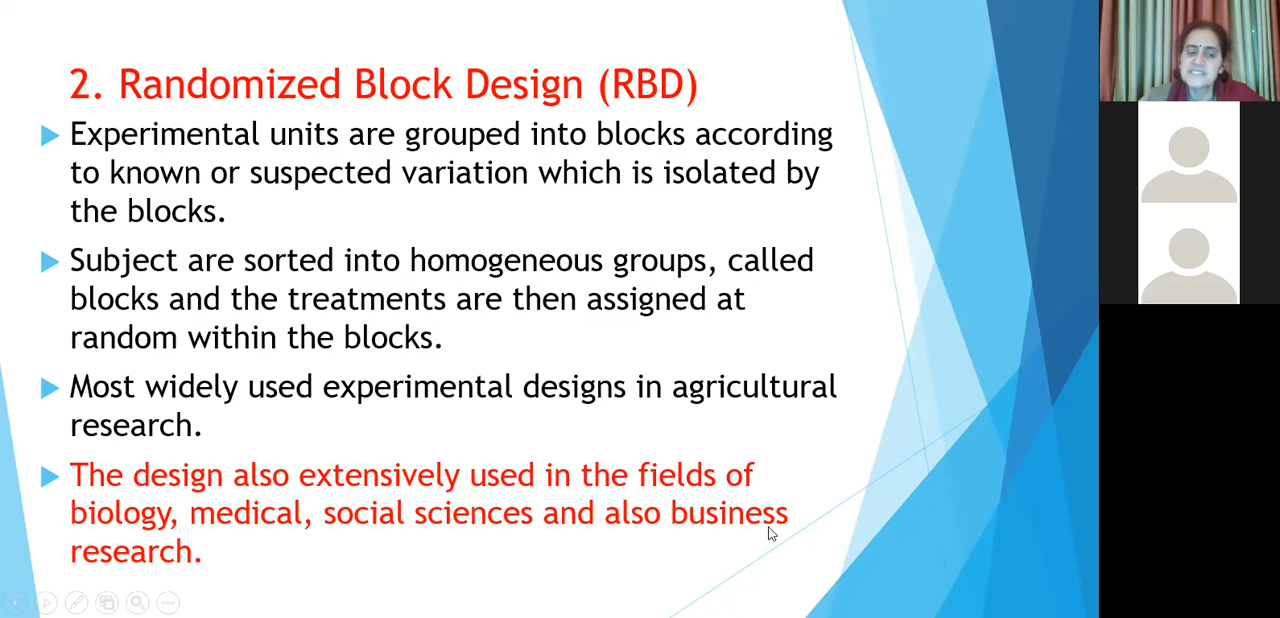 2. Randomized Block Design (RBD)
Experimental units are grouped into blocks according
to known or suspected variation which is isolated by
the blocks.
Subject are sorted into homogeneous groups, called
blocks and the treatments are then assigned at
random within the blocks.
Most widely used experimental designs in agricultural
research.
The design also extensively used in the fields of
biology, medical, social sciences and also business
research.